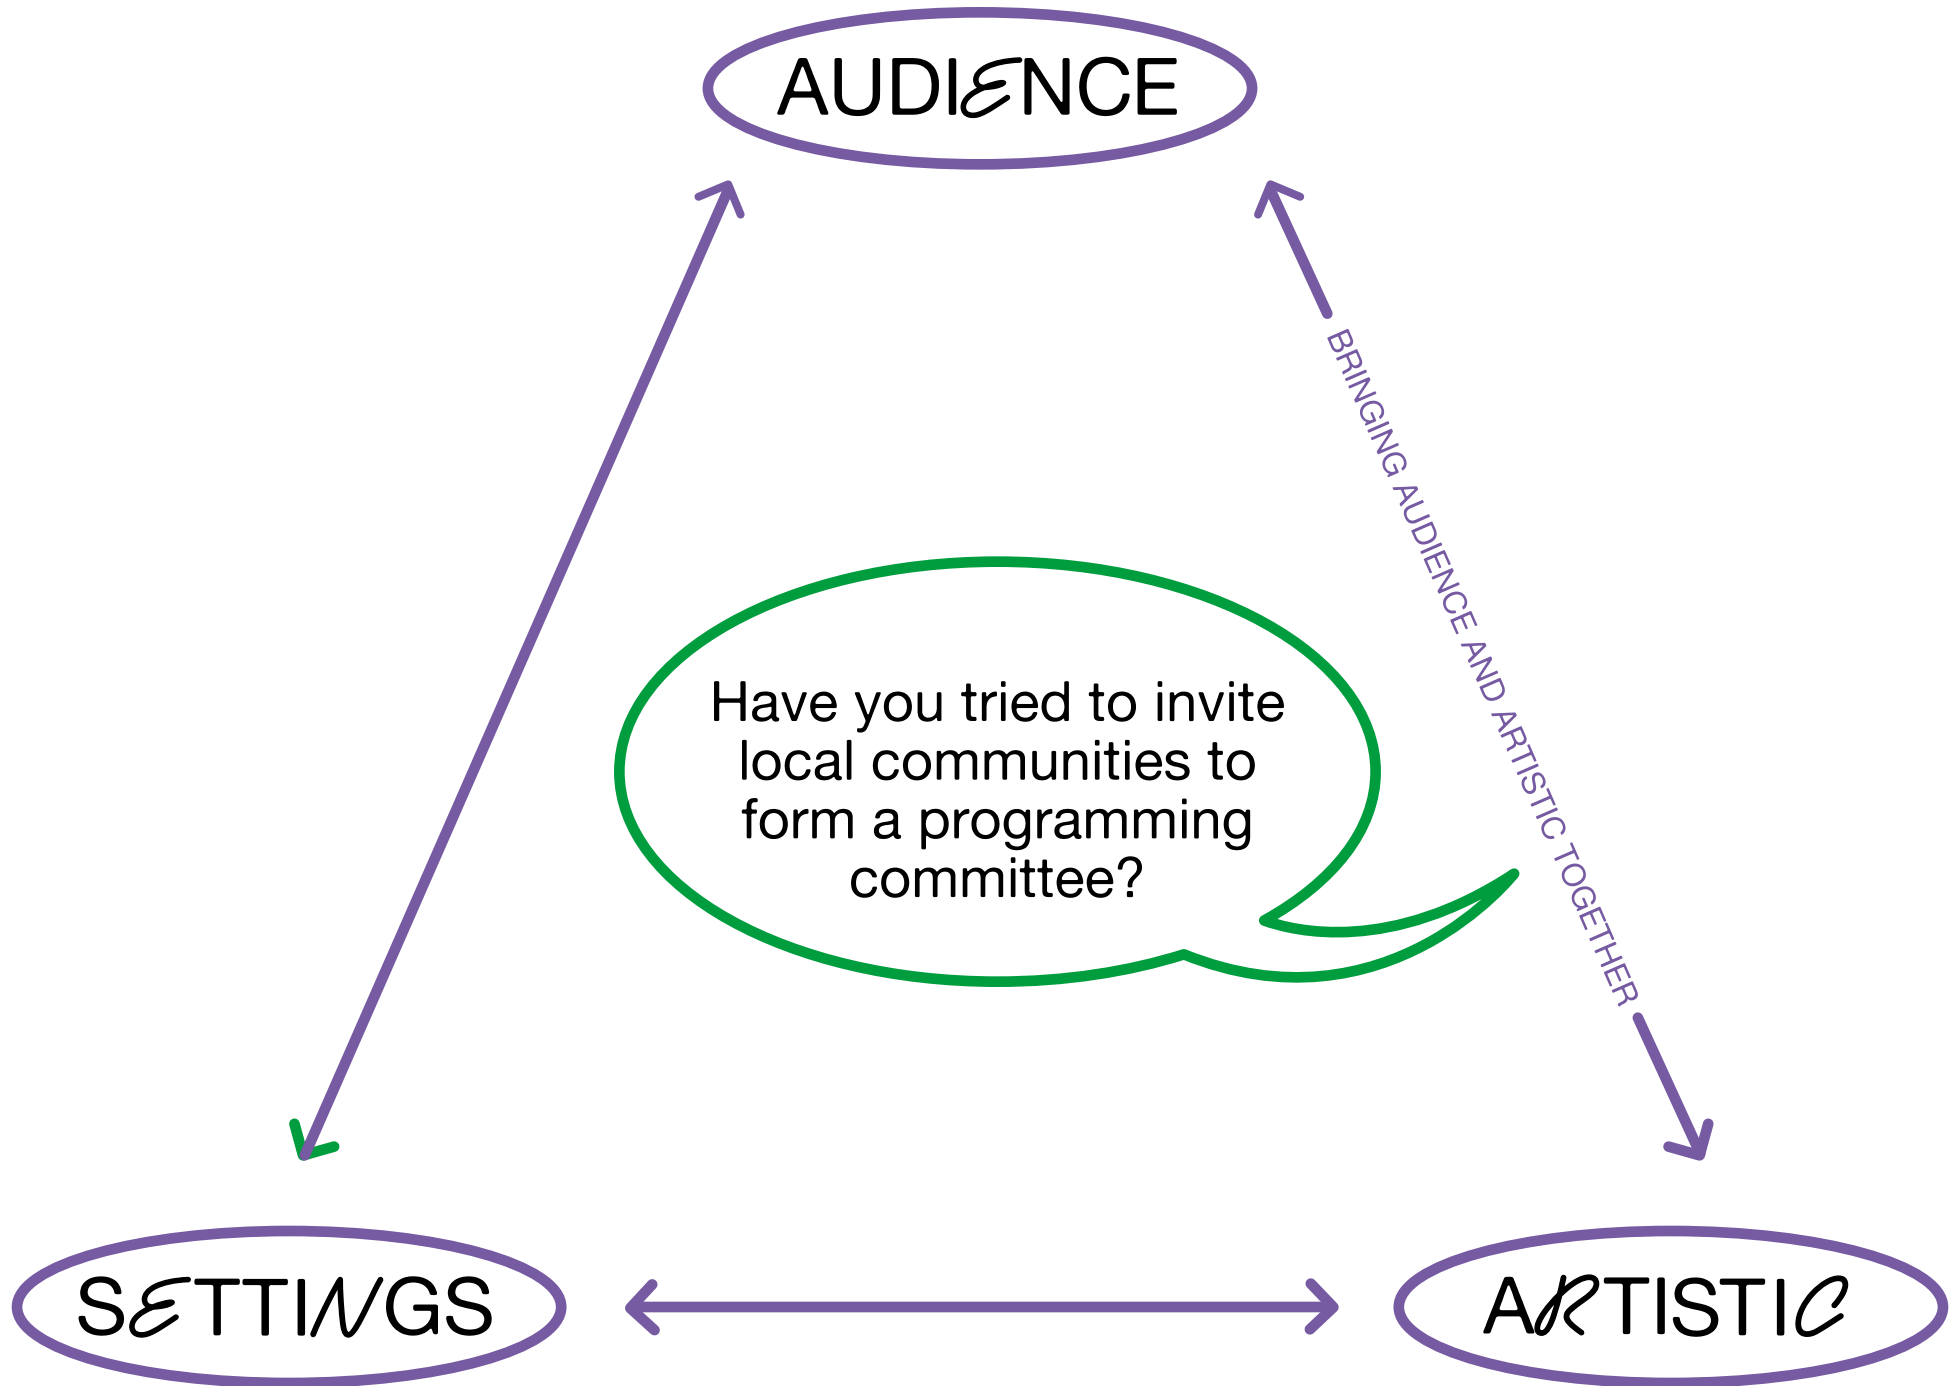 AUDIENCE
BRINGING AUDIENCE AND ARTISTIC TOGETHER
Have you tried to invite
local communities to
form a programming
committee?
SETTINGS
ARTISTIC